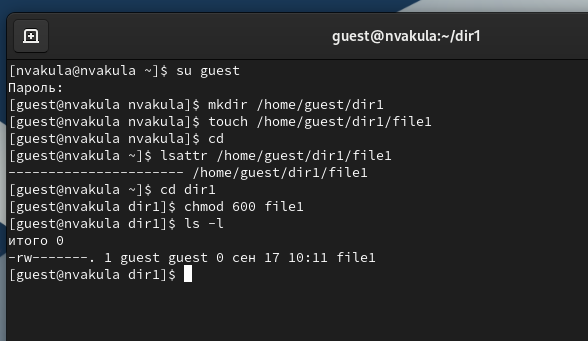 guest@nvakula:~/dir1
[nvakula@nvakula ~]$ su guest
Пароль:
[guest@nvakula nvakula]$ mkdir /home/guest/dir1
[guest@nvakula nvakula]$ touch /home/guest/dir1/file1
[guest@nvakula nvakula]$ cd
[guest@nvakula ~]$ lsattr /home/guest/dir1/file1
---------------------- /home/guest/dir1/file1
[guest@nvakula ~]$ cd dir1
[guest@nvakula dir1]$ chmod 600 file1
[guest@nvakula dir1]$ ls -l
итого 0
-rw-------. 1 guest guest 0 сен 17 10:11 file1
[guest@nvakula dir1]$